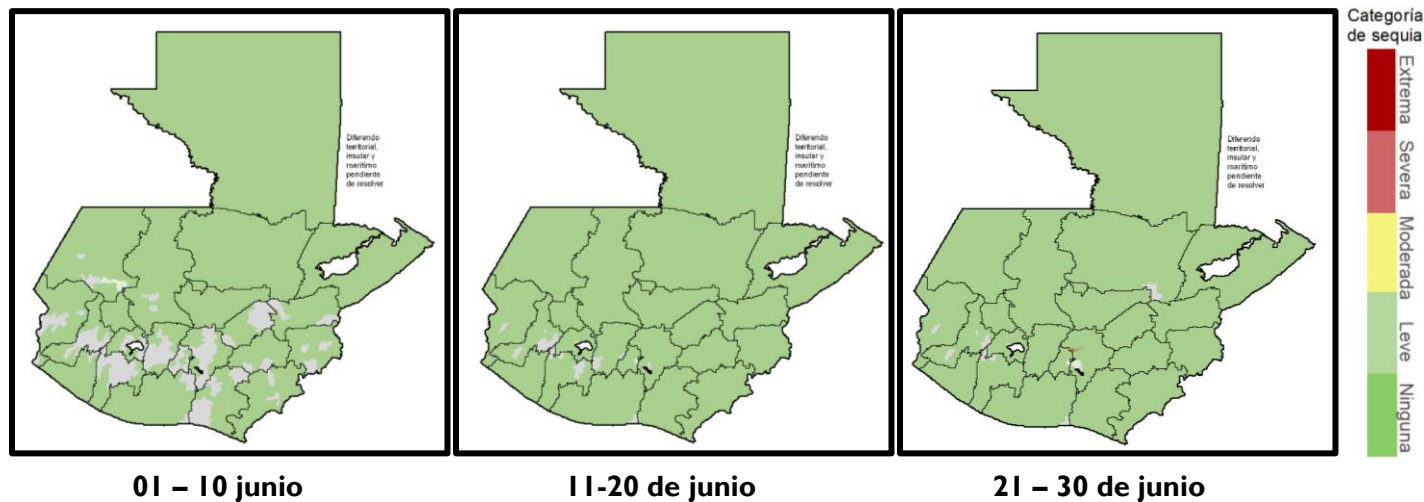 Categoría
de sequia
Diferendo
territorial,
insular y
marítimo
pendiente
de resolver
Diferendo
territorial,
insular y
marítimo
pendiente
de resolver
Diferendo
territorial,
insular y
marítimo
pendiente
de resolver
Extrema
Severa
Moderada
Leve
Ninguna
01 – 10 junio
11-20 de junio
21 – 30 de junio